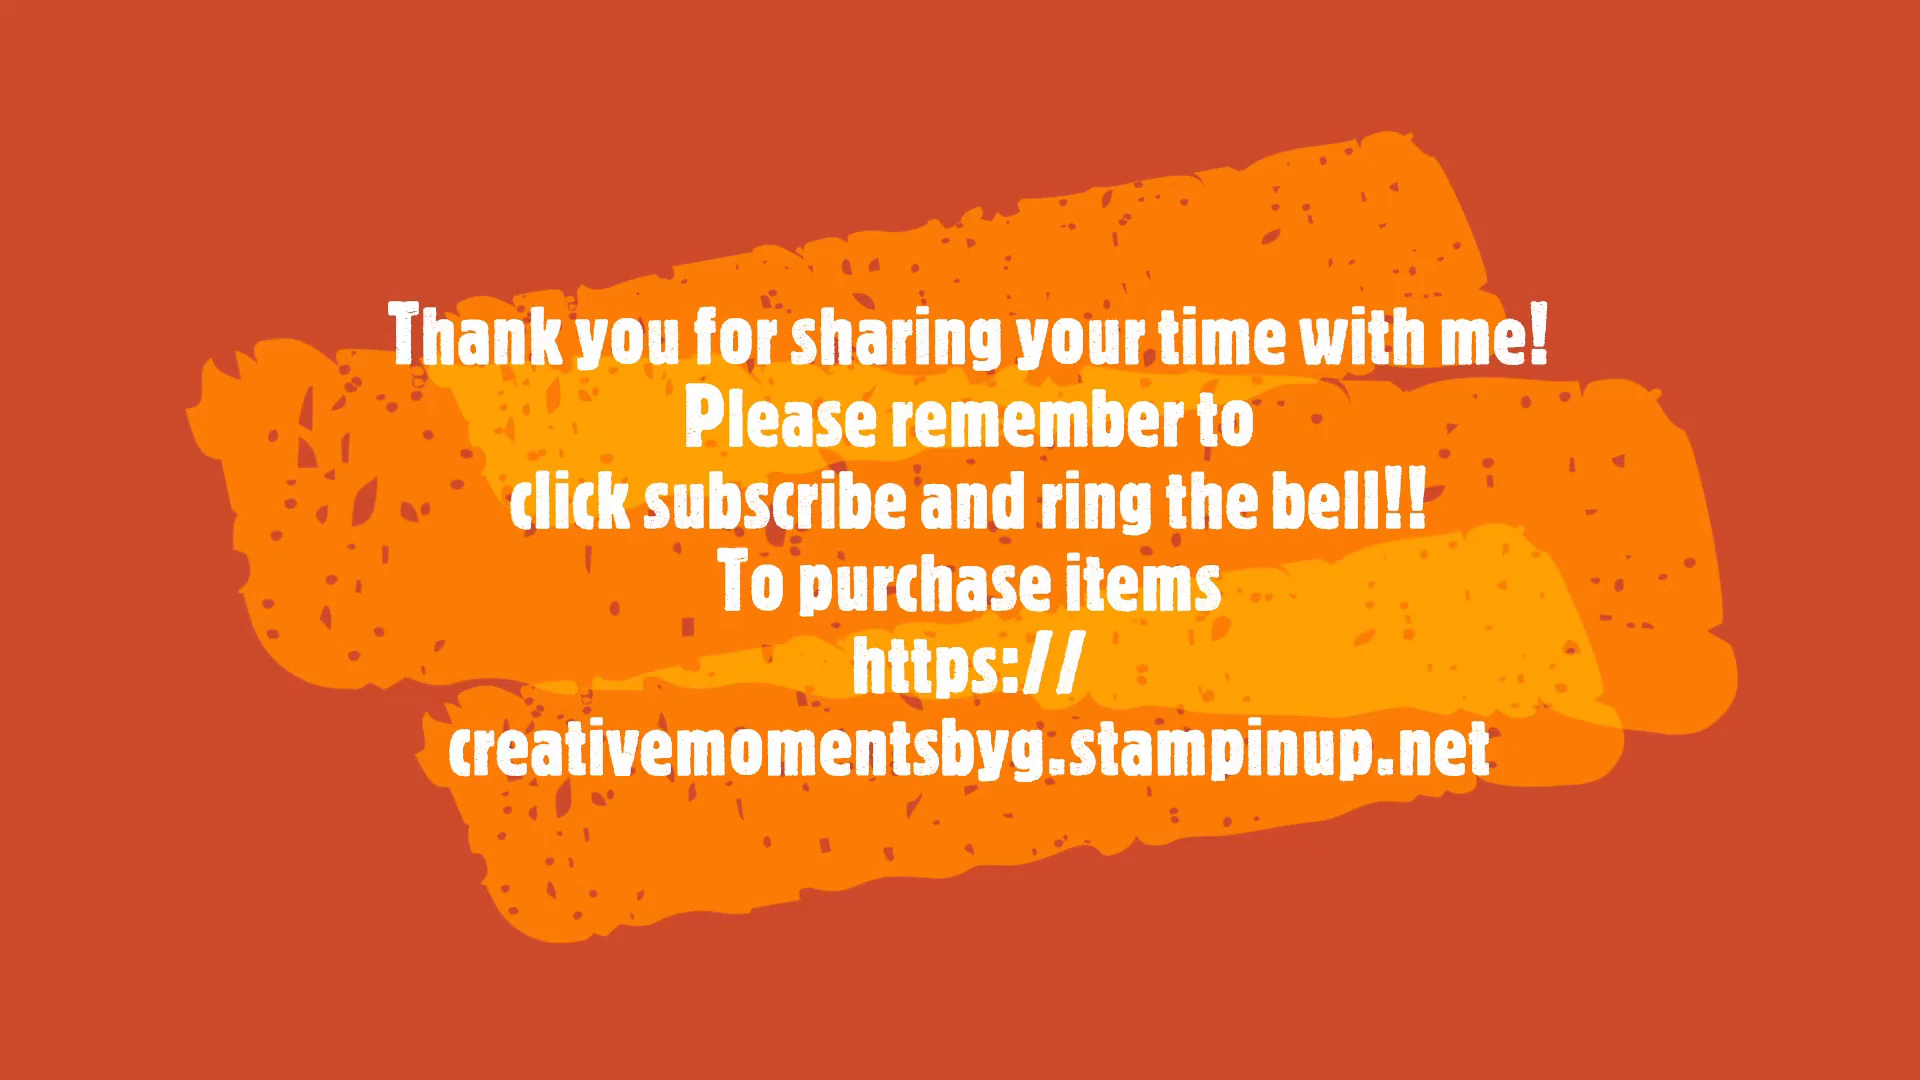 Thank you for sharing your time with me!
Please remember to
click subscribe and ring the bell!!
To purchase items
https://
creativemomentsbyg.stampinup.net